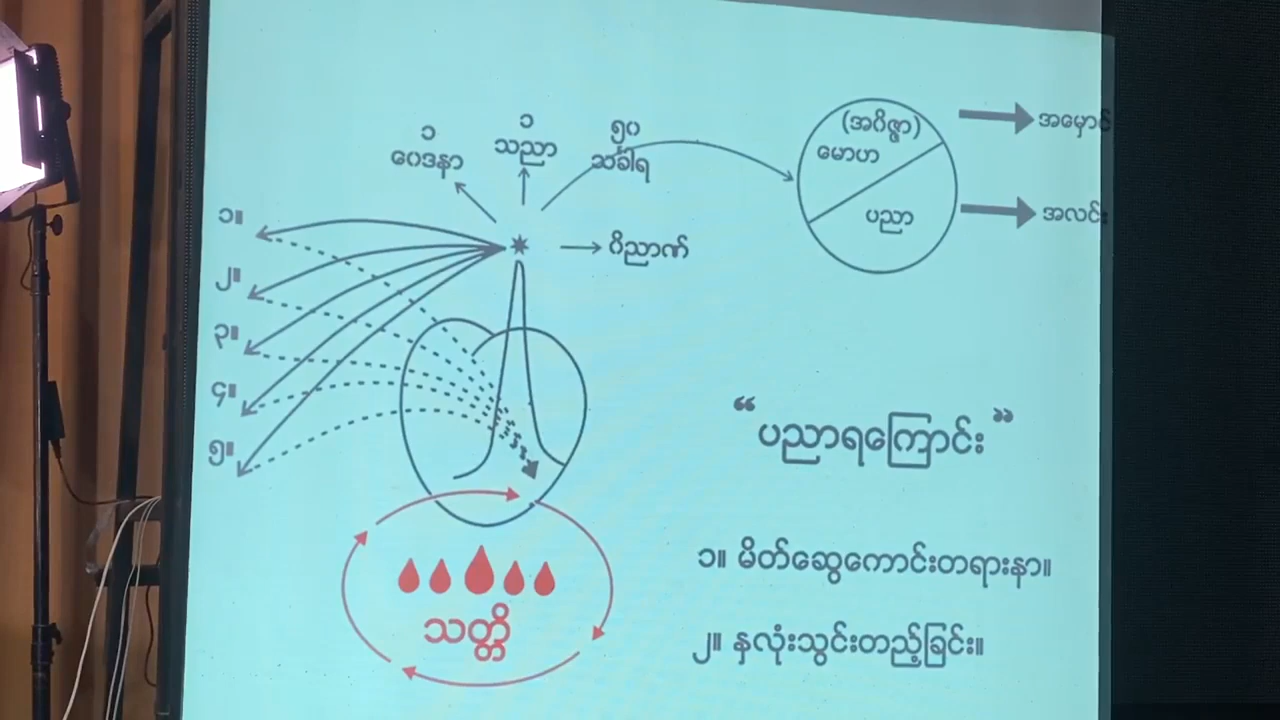 ၁
ဝေဒနာ
၁
သညာ
၅၀
သင်္ခါရ
(အဝိဇ္ဇာ)
မောဟ
ပညာ
အမှောင်
အလင်း
ဝိညာဏ်
၁။
၂။
၃။
၄။
၅။
“ပညာရကြောင်း”
၁။ မိတ်ဆွေကောင်းတရားနာ။
၂။ နှလုံးသွင်းတည့်ခြင်း။
သတ္တိ